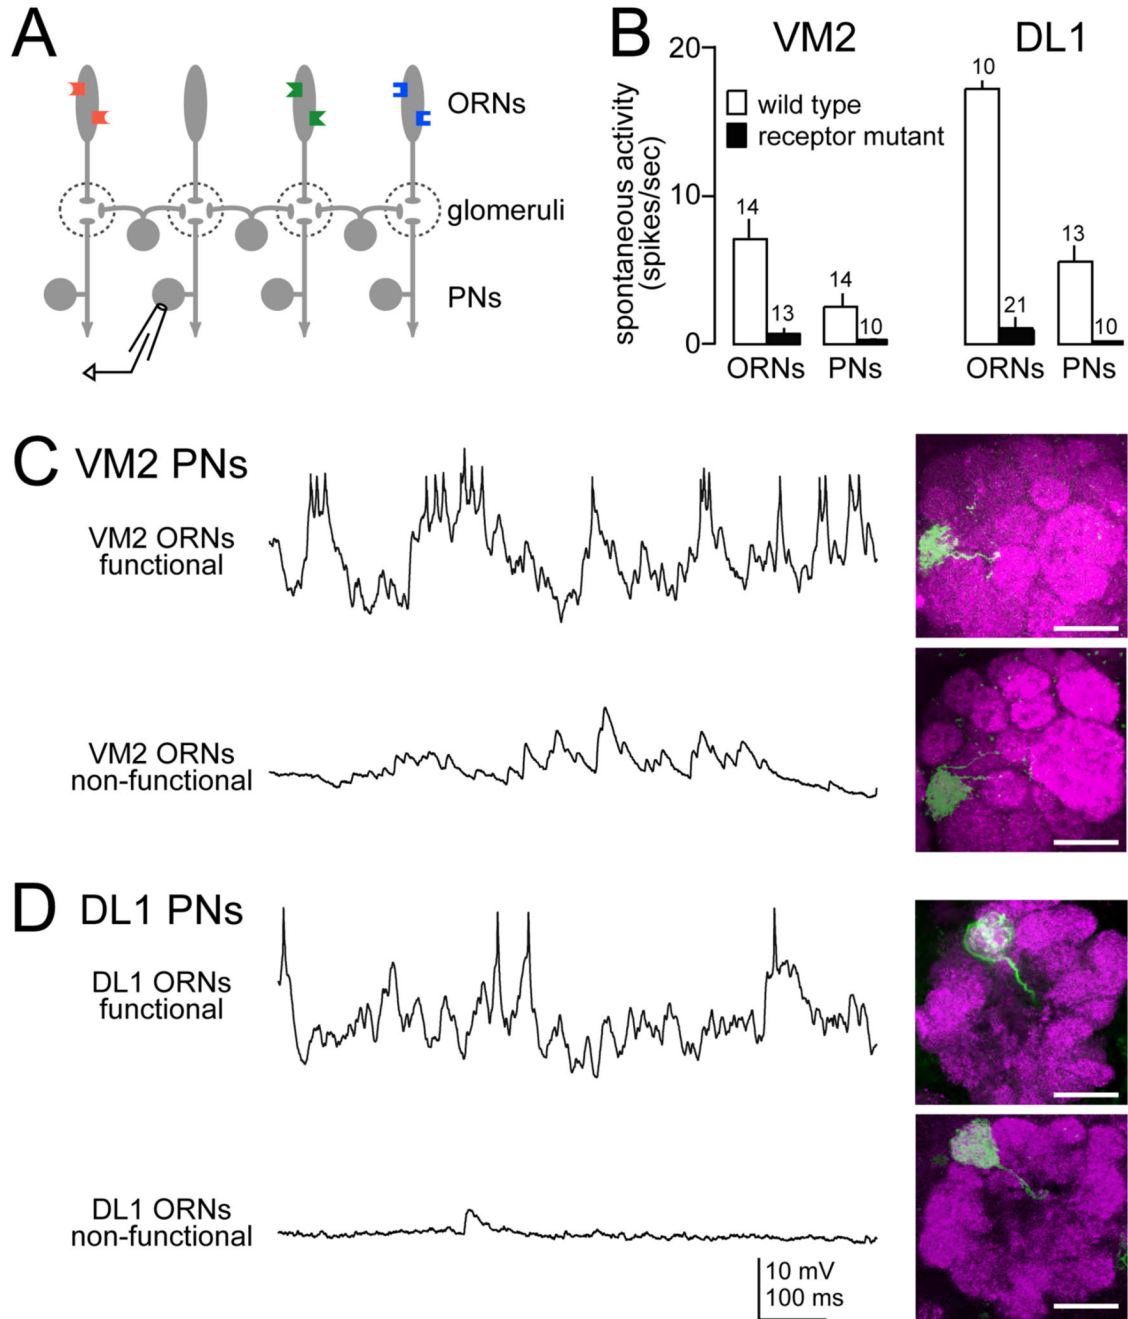 A
ORNs
glomeruli
PNs
B
VM2
DL1
spontaneous activity
(spikes/sec)
20
10
0
wild type
receptor mutant
14
13
14
10
10
21
13
10
ORNs
PNs
ORNs
PNs
C
VM2 PNs
VM2 ORNs
functional
VM2 ORNs
non-functional
D
DL1 PNs
DL1 ORNs
functional
DL1 ORNs
non-functional
10 mV
100 ms